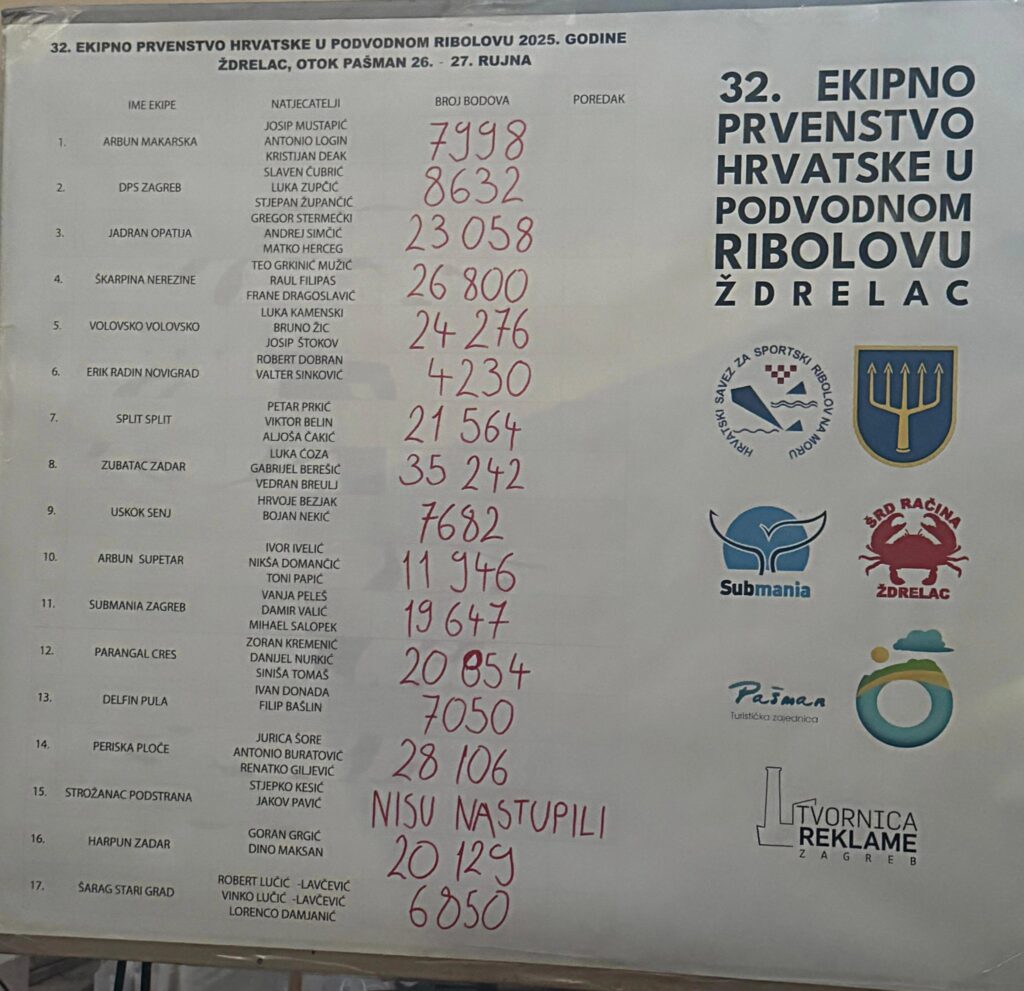 32. EKIPNO PRVENSTVO HRVATSKE U PODVODNOM RIBOLOVU 2025. GODINE
ŽDRELAC, OTOK PAŠMAN 26. - 27. RUJNA
IME EKIPE NATJECATELJI BROJ BODOVA POREDAK
JOSIP MUSTAPIĆ
1. ARBUN MAKARSKA ANTONIO LOGIN 7998
KRISTIJAN DEAK
SLAVEN ČUBRIĆ
2. DPS ZAGREB LUKA ZUPČIĆ 8632
STJEPAN ŽUPANČIĆ
GREGOR STERMEČKI
3. JADRAN OPATIJA ANDREJ SIMČIĆ 23 058
MATKO HERCEG
TEO GRKINIĆ MUŽIĆ
4. ŠKARPINA NEREZINE RAUL FILIPAS 26 800
FRANE DRAGOSLAVIĆ
LUKA KAMENSKI
5. VOLOVSKO VOLOVSKO BRUNO ŽIC 24 276
JOSIP ŠTOKOV
ROBERT DOBRAN
6. ERIK RADIN NOVIGRAD VALTER SINKOVIĆ 4230
PETAR PRKIĆ
7. SPLIT SPLIT VIKTOR BELIN 21 564
ALJOŠA ČAKIĆ
LUKA ĆOZA
8. ZUBATAC ZADAR GABRIJEL BEREŠIĆ 35 242
VEDRAN BREULJ
HRVOJE BEZJAK
9. USKOK SENJ BOJAN NEKIĆ 7682
IVOR IVELIĆ
10. ARBUN SUPETAR NIKŠA DOMANČIĆ 11 946
TONI PAPIĆ
VANJA PELEŠ
11. SUBMANIA ZAGREB DAMIR VALIĆ 19 647
MIHAEL SALOPEK
ZORAN KREMENIĆ
12. PARANGAL CRES DANIJEL NURKIĆ 20 854
SINIŠA TOMAŠ
IVAN DONADA
13. DELFIN PULA FILIP BAŠLIN 7050
JURICA ŠORE
14. PERISKA PLOČE ANTONIO BURATOVIĆ 28 106
RENATKO GILJEVIĆ
STJEPKO KESIĆ
15. STROŽANAC PODSTRANA JAKOV PAVIĆ NISU NASTUPILI
GORAN GRGIĆ
16. HARPUN ZADAR DINO MAKSAN 20 129
ROBERT LUČIĆ -LAVČEVIĆ
17. ŠARAG STARI GRAD VINKO LUČIĆ -LAVČEVIĆ 6850
LORENCO DAMJANIĆ
32. EKIPNO
PRVENSTVO
HRVATSKE U
PODVODNOM
RIBOLOVU
ŽDRELAC
HRVATSKI SAVEZ ZA SPORTSKI RIBOLOV NA MORU
Submania
ŠRD RAČINA
ŽDRELAC
Pašman
Turistička zajednica
TVORNICA
REKLAME
ZAGREB